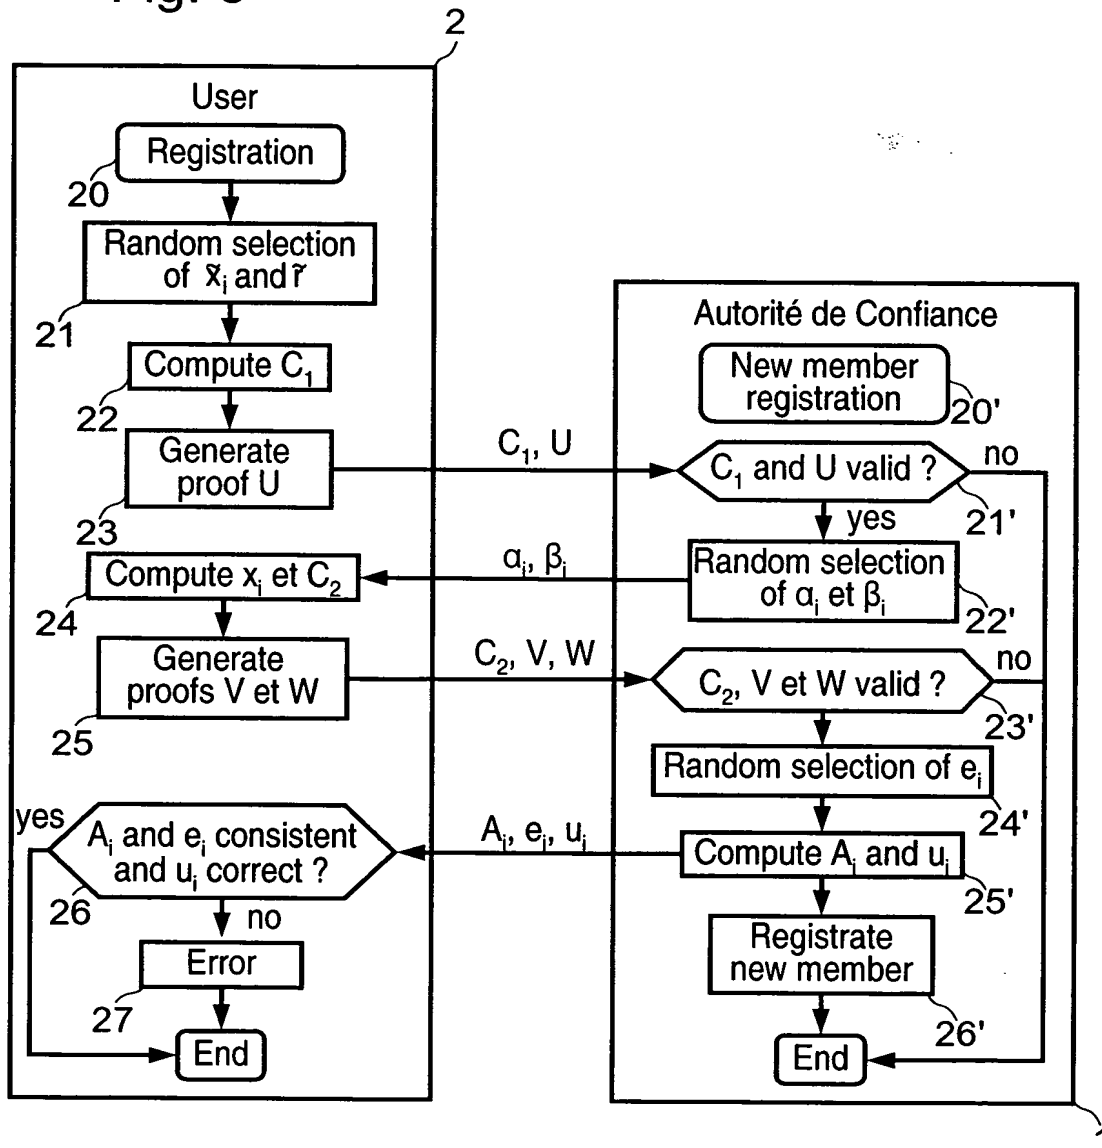 2
User
Registration
20
Random selection
of x̃ᵢ and r̃
21
Compute C₁
22
Generate
proof U
23
C₁, U
Compute xᵢ et C₂
24
αᵢ, βᵢ
Generate
proofs V et W
25
C₂, V, W
yes
Aᵢ and eᵢ consistent
and uᵢ correct ?
26
no
Aᵢ, eᵢ, uᵢ
Error
27
End
Autorité de Confiance
New member
registration
20'
C₁ and U valid ?
no
21'
yes
Random selection
of αᵢ et βᵢ
22'
C₂, V et W valid ?
no
23'
Random selection of eᵢ
24'
Compute Aᵢ and uᵢ
25'
Registrate
new member
26'
End